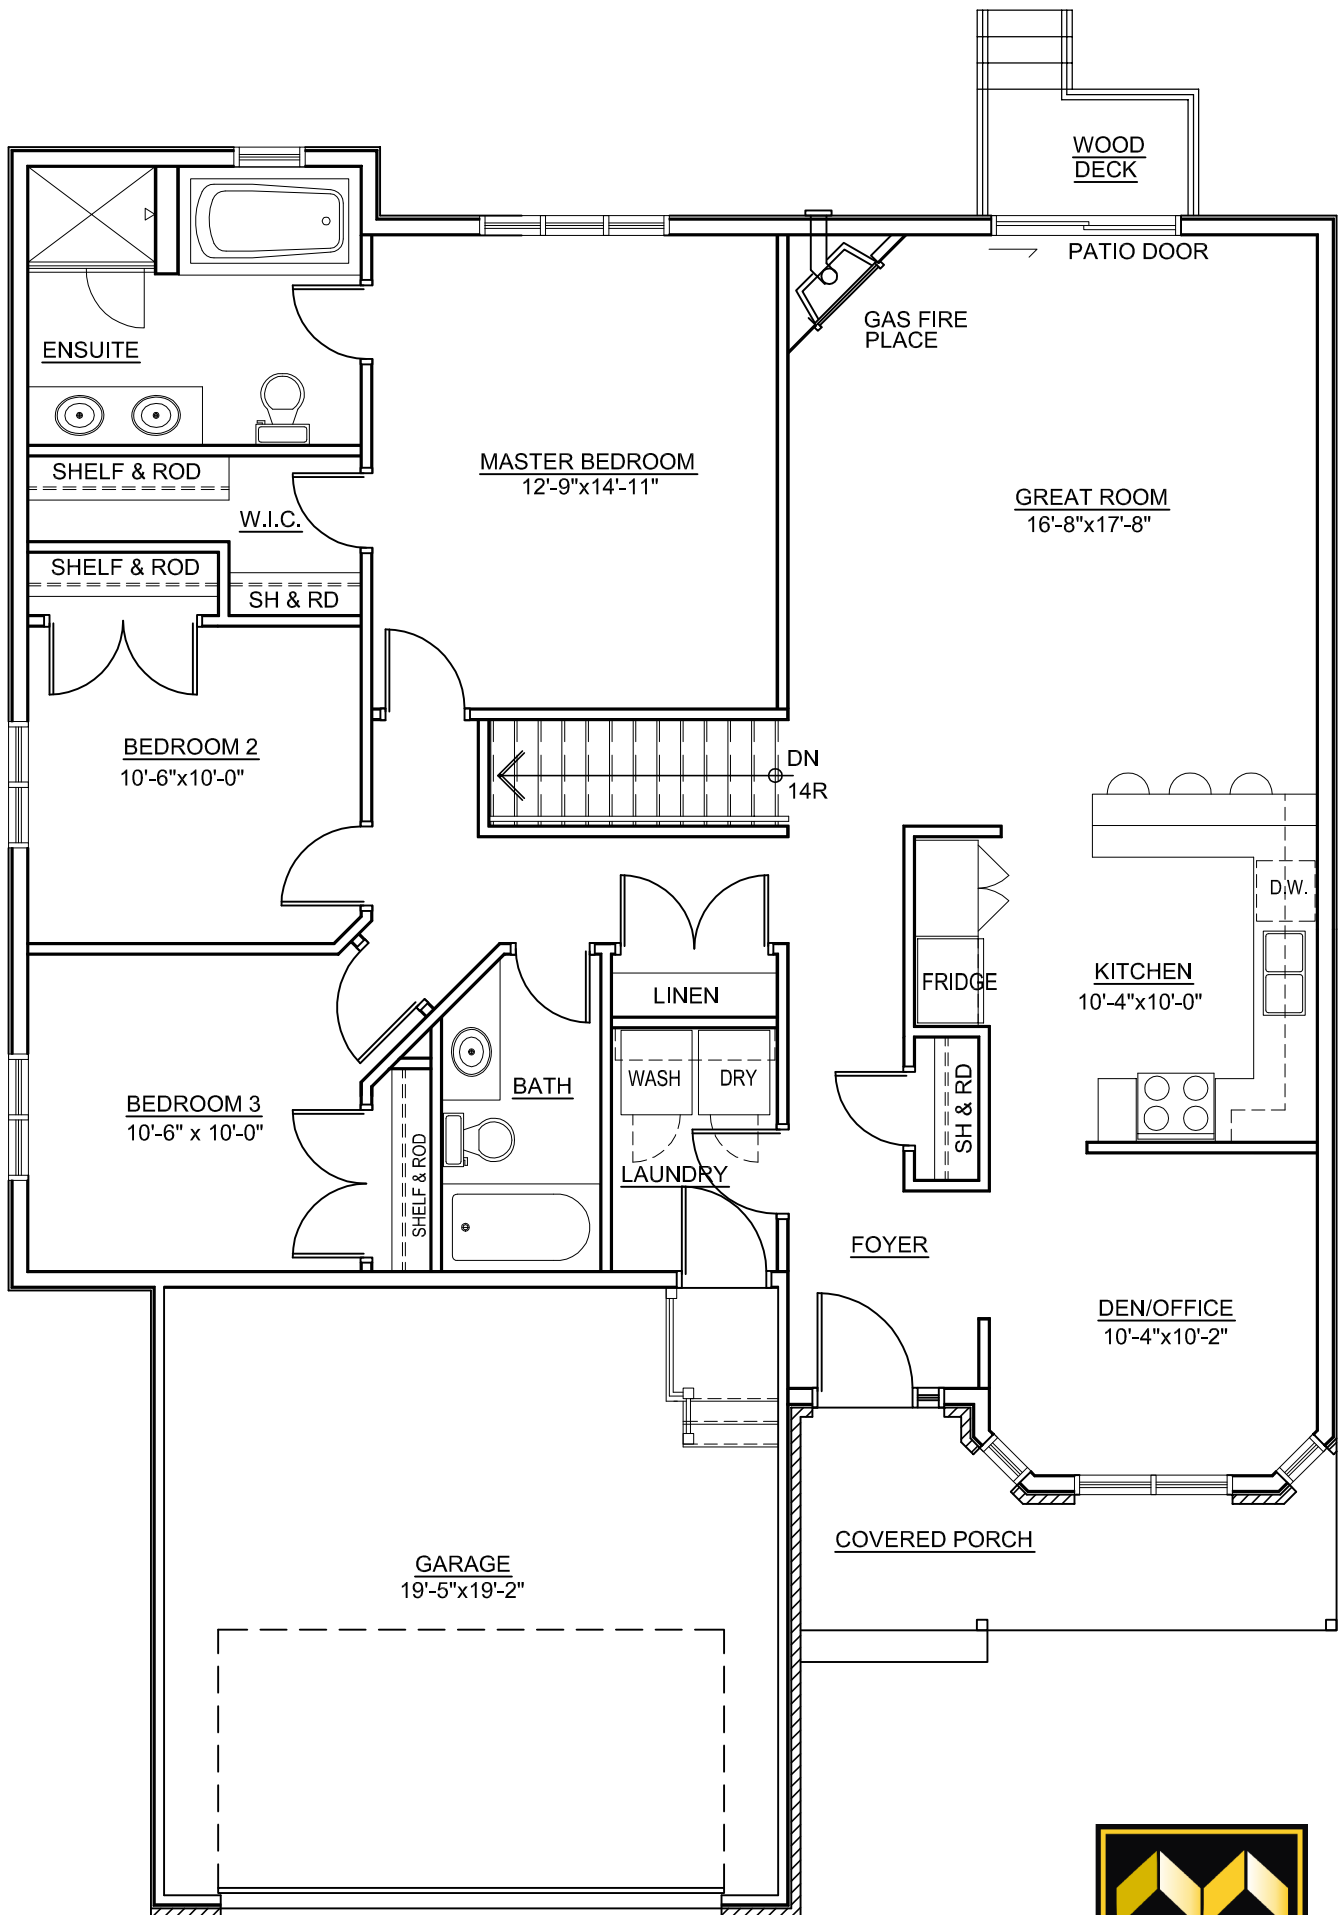 WOOD
DECK
PATIO DOOR
GAS FIRE
PLACE
ENSUITE
SHELF & ROD
W.I.C.
SHELF & ROD
SH & RD
MASTER BEDROOM
12'-9"x14'-11"
GREAT ROOM
16'-8"x17'-8"
BEDROOM 2
10'-6"x10'-0"
DN
14R
D.W.
FRIDGE
KITCHEN
10'-4"x10'-0"
LINEN
WASH
DRY
BATH
BEDROOM 3
10'-6" x 10'-0"
SHELF & ROD
LAUNDRY
SH & RD
FOYER
DEN/OFFICE
10'-4"x10'-2"
COVERED PORCH
GARAGE
19'-5"x19'-2"